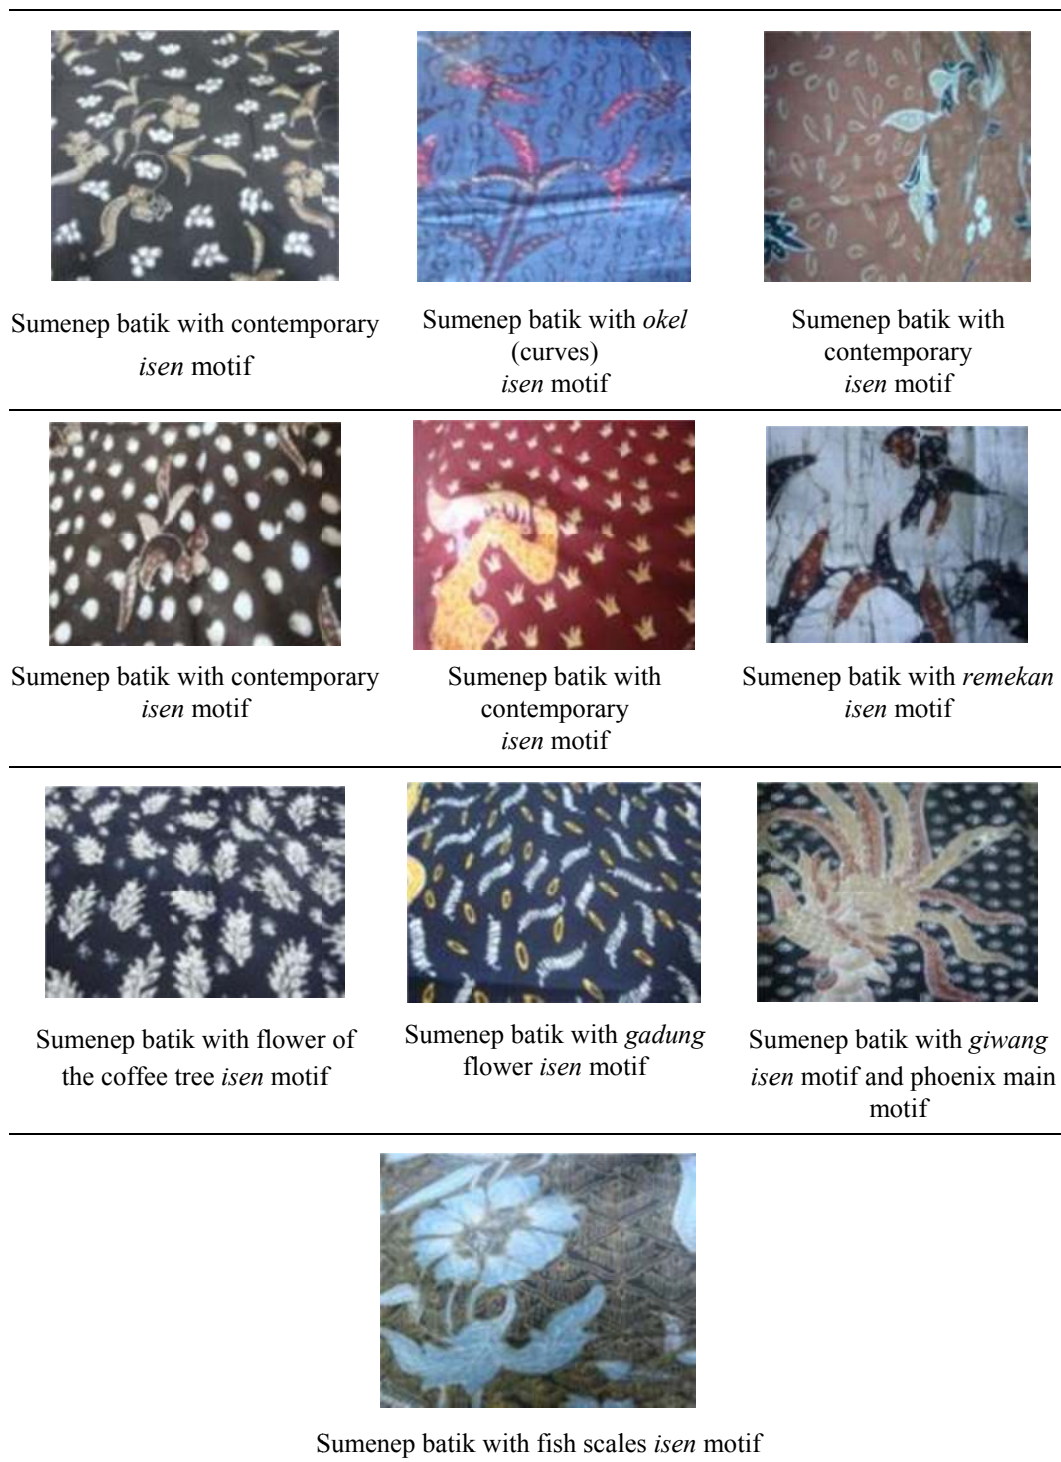 Sumenep batik with contemporary
isen motif
Sumenep batik with okel
(curves)
isen motif
Sumenep batik with
contemporary
isen motif
Sumenep batik with contemporary
isen motif
Sumenep batik with
contemporary
isen motif
Sumenep batik with remekan
isen motif
Sumenep batik with flower of
the coffee tree isen motif
Sumenep batik with gadung
flower isen motif
Sumenep batik with giwang
isen motif and phoenix main
motif
Sumenep batik with fish scales isen motif